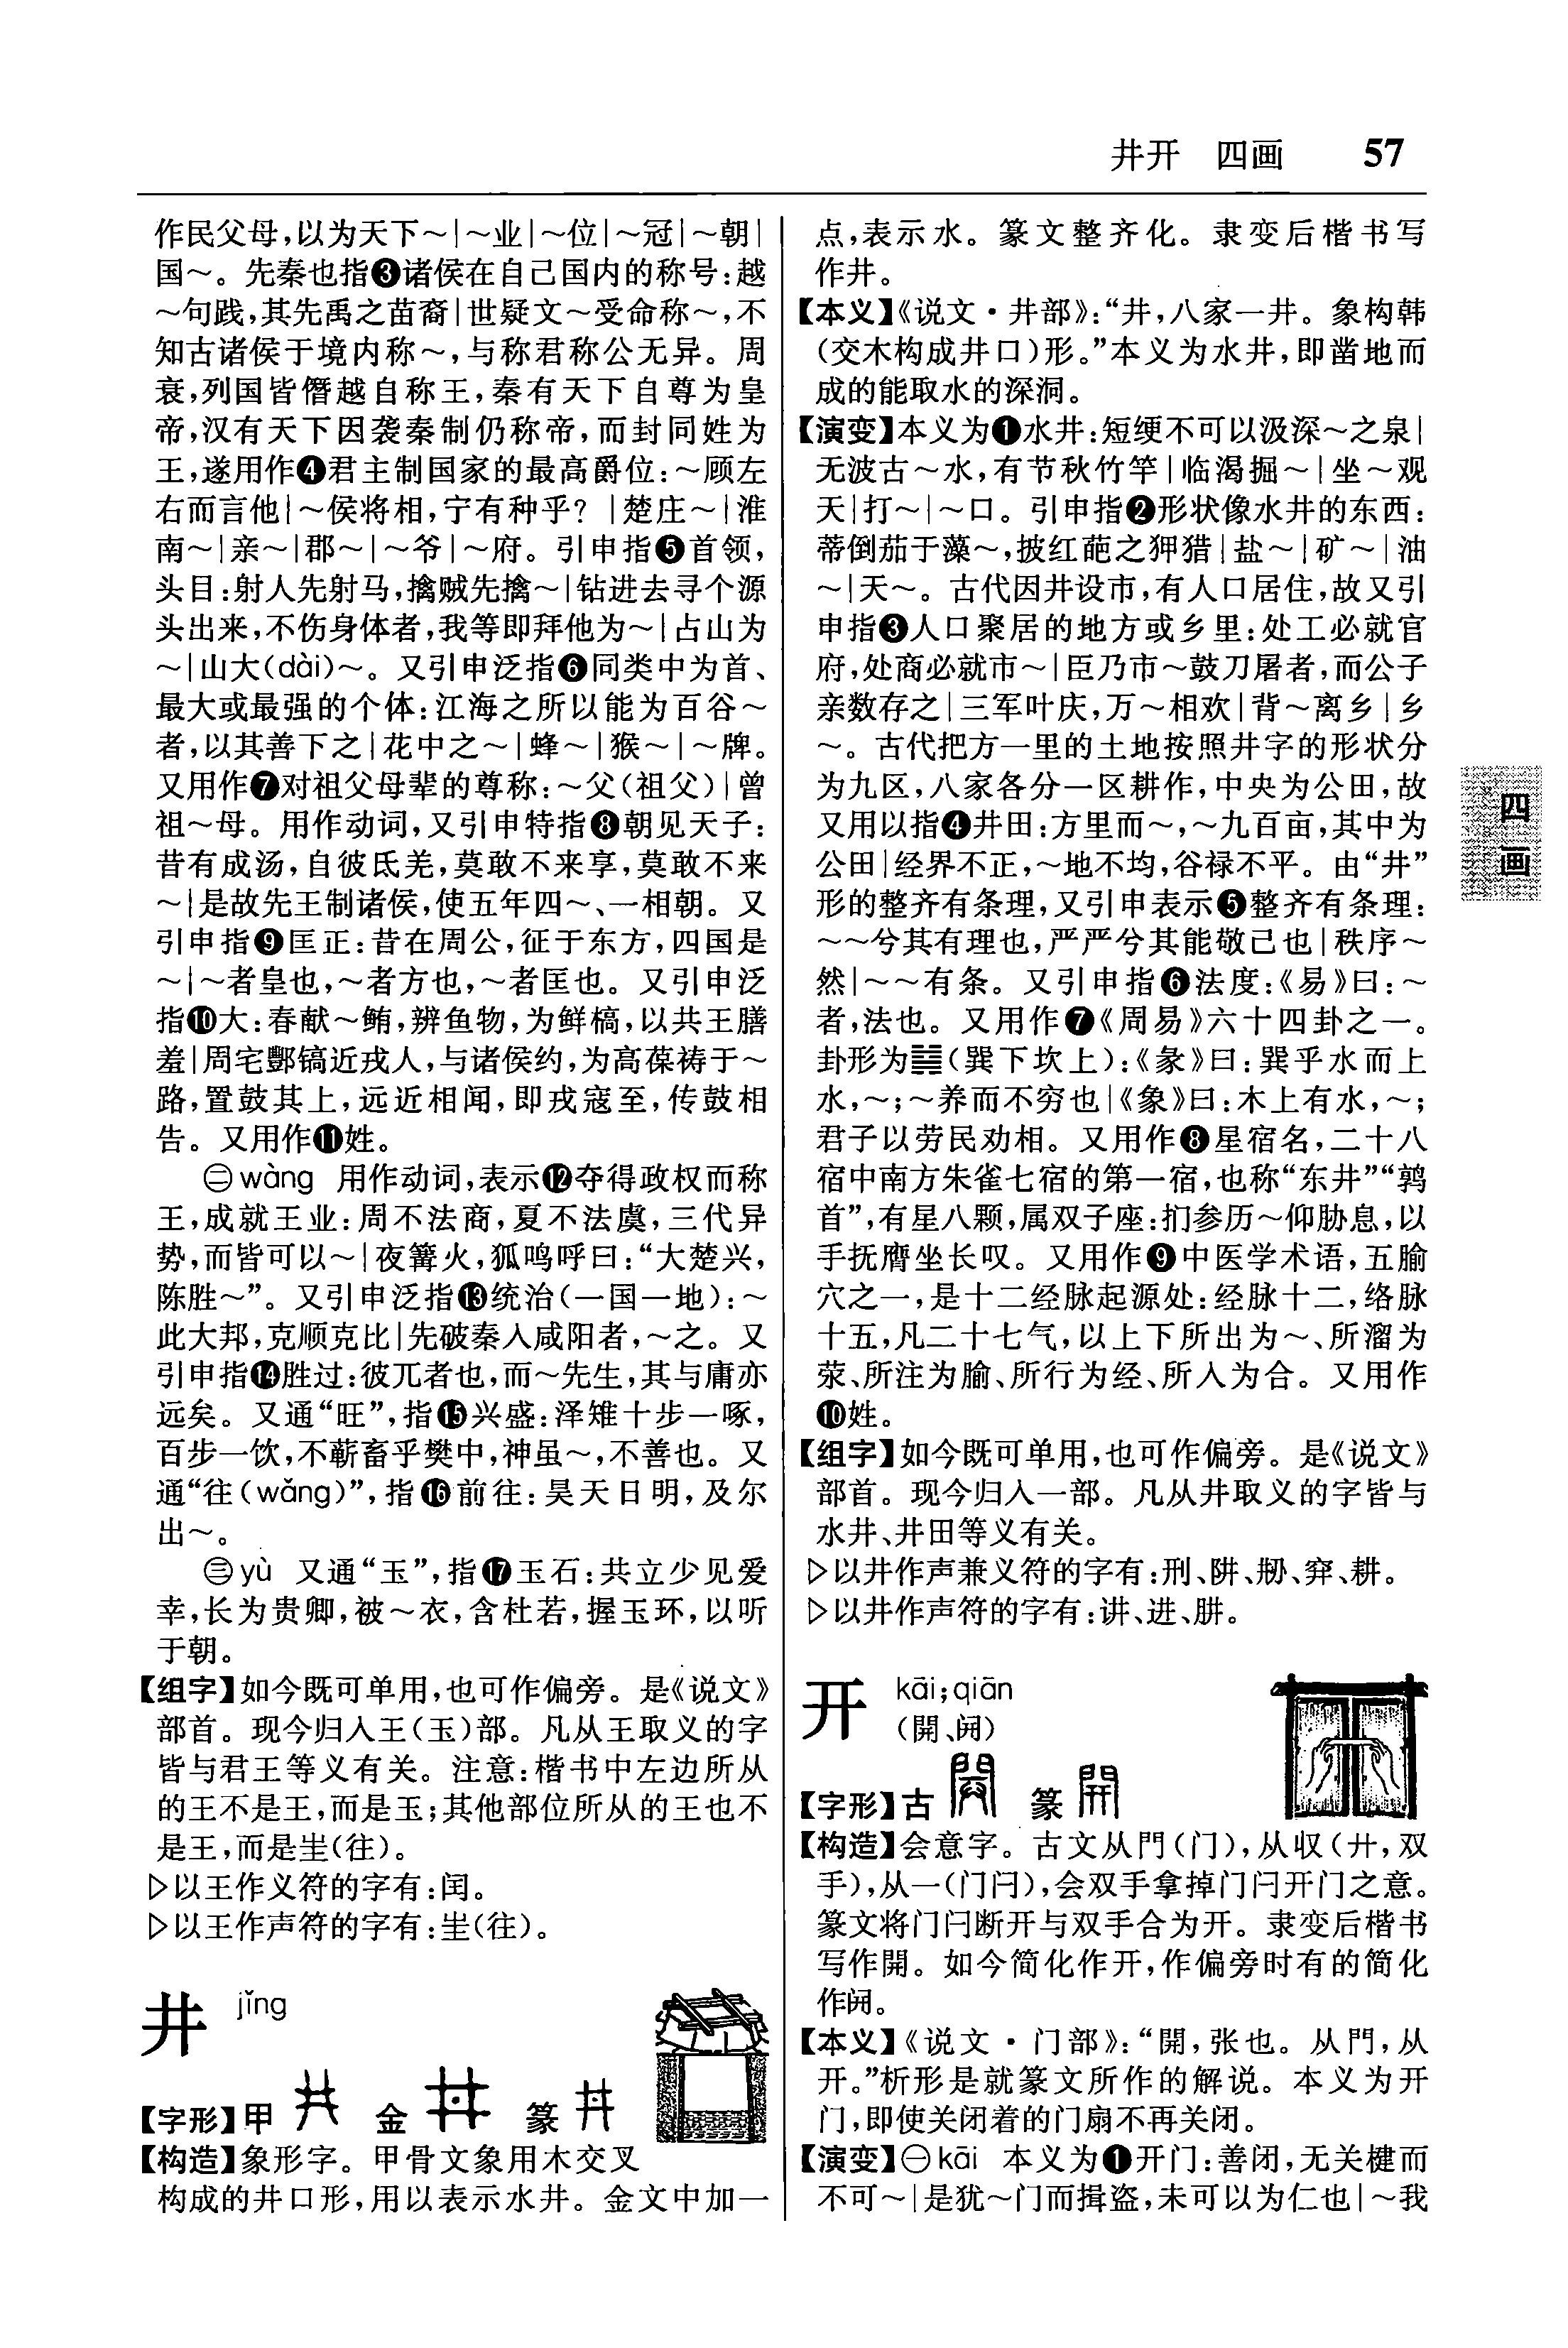 井开 四画 57
作民父母,以为天下～|～业|～位|～冠|～朝|
国～。先秦也指❸诸侯在自己国内的称号:越
～句践,其先禹之苗裔|世疑文～受命称～,不
知古诸侯于境内称～,与称君称公无异。周
衰,列国皆僭越自称王,秦有天下自尊为皇
帝,汉有天下因袭秦制仍称帝,而封同姓为
王,遂用作❹君主制国家的最高爵位:～顾左
右而言他|～侯将相,宁有种乎?|楚庄～|淮
南～|亲～|郡～|～爷|～府。引申指❺首领,
头目:射人先射马,擒贼先擒～|钻进去寻个源
头出来,不伤身体者,我等即拜他为～|占山为
～|山大(dài)～。又引申泛指❻同类中为首、
最大或最强的个体:江海之所以能为百谷～
者,以其善下之|花中之～|蜂～|猴～|～牌。
又用作❼对祖父母辈的尊称:～父(祖父)|曾
祖～母。用作动词,又引申特指❽朝见天子:
昔有成汤,自彼氐羌,莫敢不来享,莫敢不来
～|是故先王制诸侯,使五年四～、一相朝。又
引申指❾匡正:昔在周公,征于东方,四国是
～|～者皇也,～者方也,～者匡也。又引申泛
指❿大:春献～鲔,辨鱼物,为鲜槁,以共王膳
羞|周宅酆镐近戎人,与诸侯约,为高葆祷于～
路,置鼓其上,远近相闻,即戎寇至,传鼓相
告。又用作⓫姓。
㊁wàng 用作动词,表示⓬夺得政权而称
王,成就王业:周不法商,夏不法虞,三代异
势,而皆可以～|夜篝火,狐鸣呼曰:“大楚兴,
陈胜～”。又引申泛指⓭统治(一国一地):～
此大邦,克顺克比|先破秦入咸阳者,～之。又
引申指⓮胜过:彼兀者也,而～先生,其与庸亦
远矣。又通“旺”,指⓯兴盛:泽雉十步一啄,
百步一饮,不蕲畜乎樊中,神虽～,不善也。又
通“往(wǎng)”,指⓰前往:昊天日明,及尔
出～。
㊂yù 又通“玉”,指⓱玉石:共立少见爱
幸,长为贵卿,被～衣,含杜若,握玉环,以听
于朝。
【组字】如今既可单用,也可作偏旁。是《说文》
部首。现今归入王(玉)部。凡从王取义的字
皆与君王等义有关。注意:楷书中左边所从
的王不是王,而是玉;其他部位所从的王也不
是王,而是㞷(往)。
▷以王作义符的字有:闰。
▷以王作声符的字有:㞷(往)。
井 jǐng
【字形】甲 金 篆
【构造】象形字。甲骨文象用木交叉
构成的井口形,用以表示水井。金文中加一
点,表示水。篆文整齐化。隶变后楷书写
作井。
【本义】《说文·井部》:“井,八家一井。象构韩
(交木构成井口)形。”本义为水井,即凿地而
成的能取水的深洞。
【演变】本义为❶水井:短绠不可以汲深～之泉|
无波古～水,有节秋竹竿|临渴掘～|坐～观
天|打～|～口。引申指❷形状像水井的东西:
蒂倒茄于藻～,披红葩之狎猎|盐～|矿～|油
～|天～。古代因井设市,有人口居住,故又引
申指❸人口聚居的地方或乡里:处工必就官
府,处商必就市～|臣乃市～鼓刀屠者,而公子
亲数存之|三军叶庆,万～相欢|背～离乡|乡
～。古代把方一里的土地按照井字的形状分
为九区,八家各分一区耕作,中央为公田,故
又用以指❹井田:方里而～,～九百亩,其中为
公田|经界不正,～地不均,谷禄不平。由“井”
形的整齐有条理,又引申表示❺整齐有条理:
～～兮其有理也,严严兮其能敬己也|秩序～
然|～～有条。又引申指❻法度:《易》曰:～
者,法也。又用作❼《周易》六十四卦之一。
卦形为䷯(巽下坎上):《彖》曰:巽乎水而上
水,～;～养而不穷也|《象》曰:木上有水,～;
君子以劳民劝相。又用作❽星宿名,二十八
宿中南方朱雀七宿的第一宿,也称“东井”“鹑
首”,有星八颗,属双子座:扪参历～仰胁息,以
手抚膺坐长叹。又用作❾中医学术语,五腧
穴之一,是十二经脉起源处:经脉十二,络脉
十五,凡二十七气,以上下所出为～、所溜为
荥、所注为腧、所行为经、所入为合。又用作
❿姓。
【组字】如今既可单用,也可作偏旁。是《说文》
部首。现今归入一部。凡从井取义的字皆与
水井、井田等义有关。
▷以井作声兼义符的字有:刑、阱、刱、穽、耕。
▷以井作声符的字有:讲、进、肼。
开 kāi;qiān
(開、闁)
【字形】古 篆
【构造】会意字。古文从門(门),从収(廾,双
手),从一(门闩),会双手拿掉门闩开门之意。
篆文将门闩断开与双手合为开。隶变后楷书
写作開。如今简化作开,作偏旁时有的简化
作。
【本义】《说文·门部》:“開,张也。从門,从
开。”析形是就篆文所作的解说。本义为开
门,即使关闭着的门扇不再关闭。
【演变】㊀kāi 本义为❶开门:善闭,无关楗而
不可～|是犹～门而揖盗,未可以为仁也|～我
四画